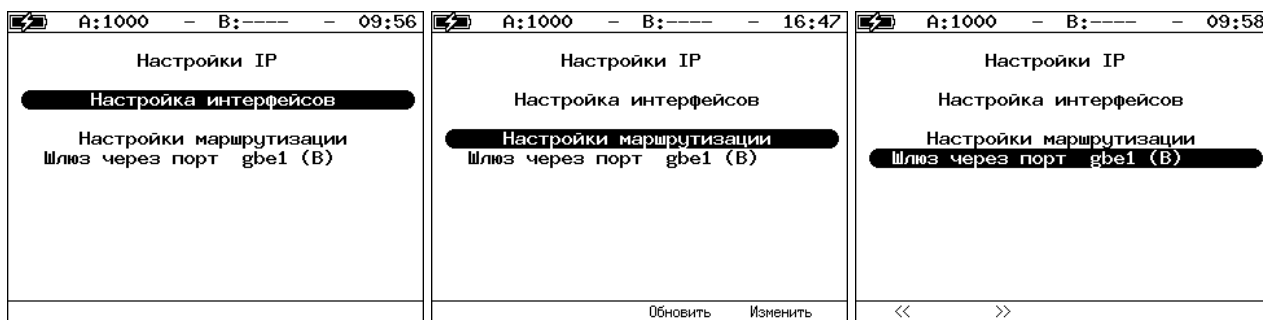 A:1000 – B:---- – 09:56
Настройки IP
Настройка интерфейсов
Настройки маршрутизации
Шлюз через порт gbe1 (B)
A:1000 – B:---- – 16:47
Настройки IP
Настройка интерфейсов
Настройки маршрутизации
Шлюз через порт gbe1 (B)
Обновить Изменить
A:1000 – B:---- – 09:58
Настройки IP
Настройка интерфейсов
Настройки маршрутизации
Шлюз через порт gbe1 (B)
<< >>